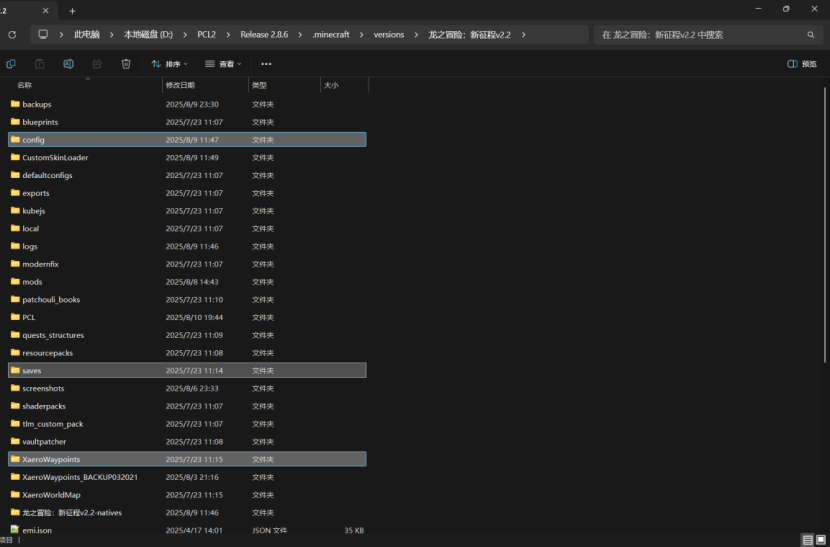 .2
此电脑 > 本地磁盘 (D:) > PCL2 > Release 2.8.6 > .minecraft > versions > 龙之冒险：新征程v2.2 > 在 龙之冒险：新征程v2.2 中搜索
排序 查看 ••• 预览
名称 修改日期 类型 大小
backups 2025/8/9 23:30 文件夹
blueprints 2025/7/23 11:07 文件夹
config 2025/8/9 11:47 文件夹
CustomSkinLoader 2025/8/9 11:49 文件夹
defaultconfigs 2025/7/23 11:07 文件夹
exports 2025/7/23 11:07 文件夹
kubejs 2025/7/23 11:07 文件夹
local 2025/7/23 11:07 文件夹
logs 2025/8/9 11:46 文件夹
modernfix 2025/7/23 11:07 文件夹
mods 2025/8/8 14:43 文件夹
patchouli_books 2025/7/23 11:10 文件夹
PCL 2025/8/10 19:44 文件夹
quests_structures 2025/7/23 11:09 文件夹
resourcepacks 2025/7/23 11:08 文件夹
saves 2025/7/23 11:14 文件夹
screenshots 2025/8/6 23:33 文件夹
shaderpacks 2025/7/23 11:07 文件夹
tlm_custom_pack 2025/7/23 11:07 文件夹
vaultpatcher 2025/7/23 11:08 文件夹
XaeroWaypoints 2025/7/23 11:15 文件夹
XaeroWaypoints_BACKUP032021 2025/8/3 21:16 文件夹
XaeroWorldMap 2025/7/23 11:15 文件夹
龙之冒险：新征程v2.2-natives 2025/8/9 11:46 文件夹
emi.json 2025/4/17 14:01 JSON 文件 35 KB
项目